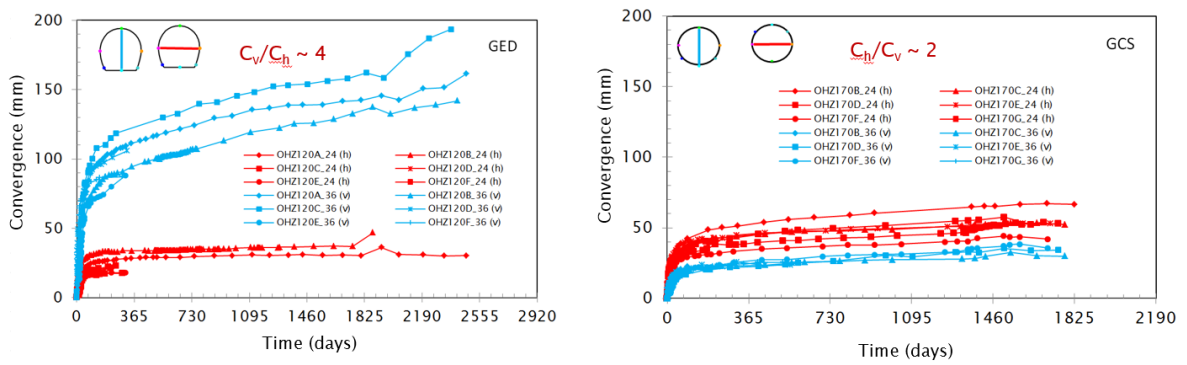 200
150
100
50
0
Convergence (mm)
Cv/Ch ~ 4
GED
OHZ120A_24 (h) OHZ120B_24 (h)
OHZ120C_24 (h) OHZ120D_24 (h)
OHZ120E_24 (h) OHZ120F_24 (h)
OHZ120A_36 (v) OHZ120B_36 (v)
OHZ120C_36 (v) OHZ120D_36 (v)
OHZ120E_36 (v) OHZ120F_36 (v)
0 365 730 1095 1460 1825 2190 2555 2920
Time (days)
200
150
100
50
0
Convergence (mm)
Ch/Cv ~ 2
GCS
OHZ170B_24 (h) OHZ170C_24 (h)
OHZ170D_24 (h) OHZ170E_24 (h)
OHZ170F_24 (h) OHZ170G_24 (h)
OHZ170B_36 (v) OHZ170C_36 (v)
OHZ170D_36 (v) OHZ170E_36 (v)
OHZ170F_36 (v) OHZ170G_36 (v)
0 365 730 1095 1460 1825 2190
Time (days)